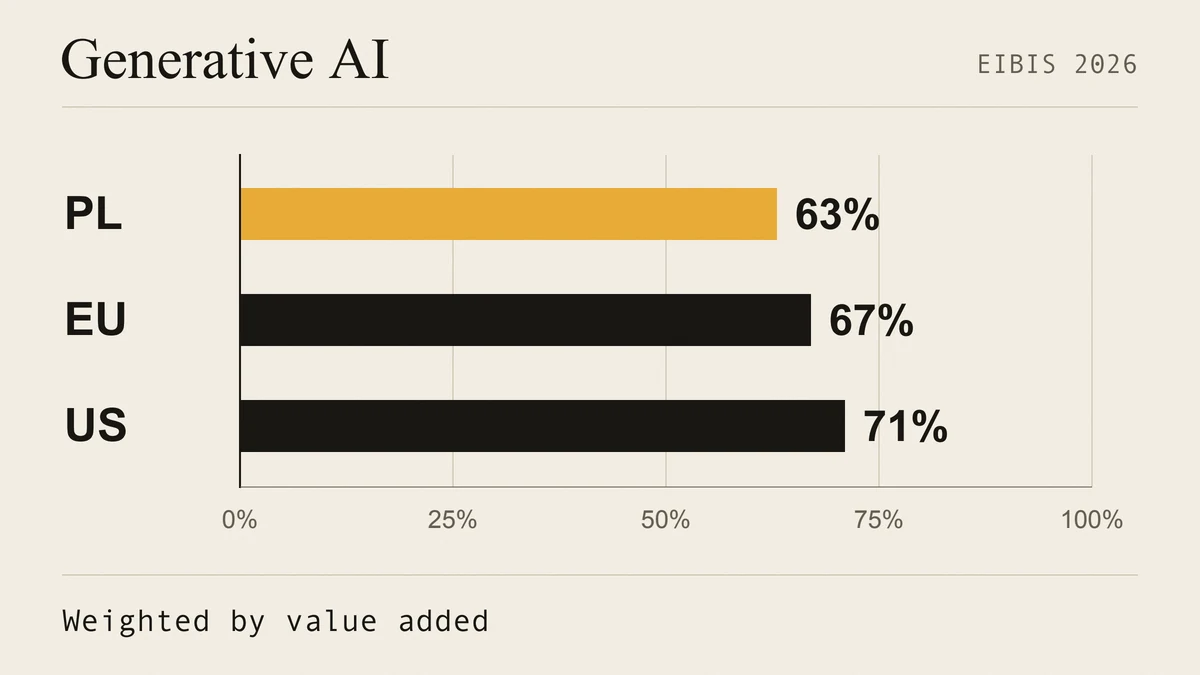 Generative AI
EIBIS 2026
PL 63%
EU 67%
US 71%
0% 25% 50% 75% 100%
Weighted by value added